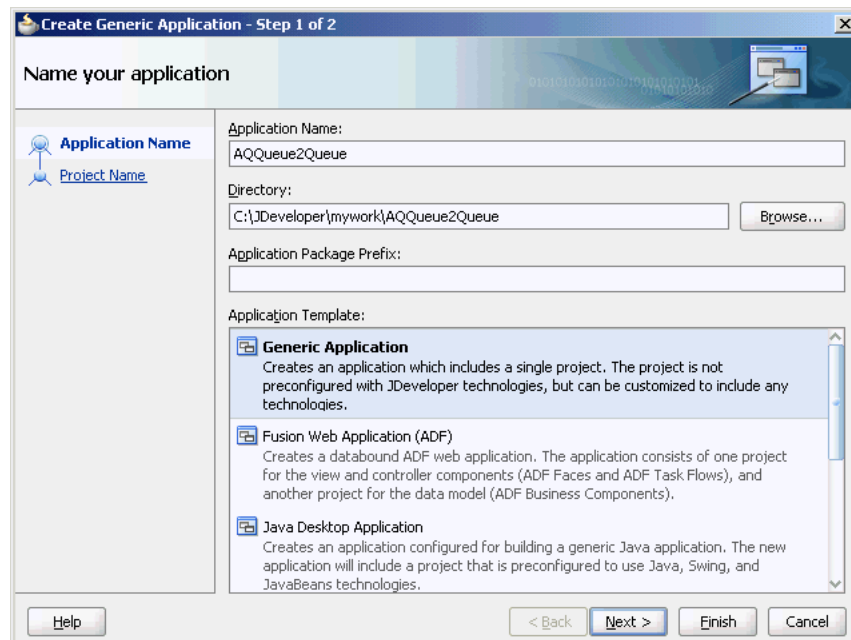 Create Generic Application - Step 1 of 2
Name your application
Application Name
Project Name
Application Name:
AQQueue2Queue
Directory:
C:\JDeveloper\mywork\AQQueue2Queue
Browse...
Application Package Prefix:
Application Template:
Generic Application
Creates an application which includes a single project. The project is not
preconfigured with JDeveloper technologies, but can be customized to include any
technologies.
Fusion Web Application (ADF)
Creates a databound ADF web application. The application consists of one project
for the view and controller components (ADF Faces and ADF Task Flows), and
another project for the data model (ADF Business Components).
Java Desktop Application
Creates an application configured for building a generic Java application. The new
application will include a project that is preconfigured to use Java, Swing, and
JavaBeans technologies.
Help
< Back
Next >
Finish
Cancel